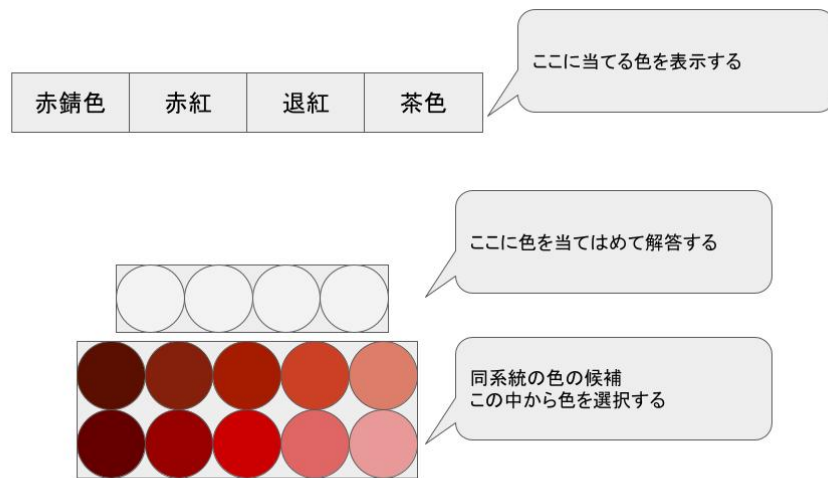 ここに当てる色を表示する
赤錆色 赤紅 退紅 茶色
ここに色を当てはめて解答する
同系統の色の候補
この中から色を選択する